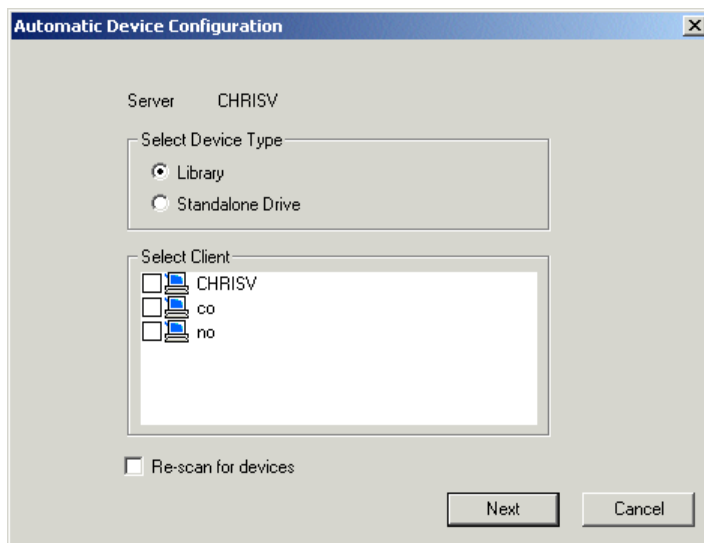 Automatic Device Configuration
Server CHRISV
Select Device Type
Library
Standalone Drive
Select Client
CHRISV
co
no
Re-scan for devices
Next Cancel